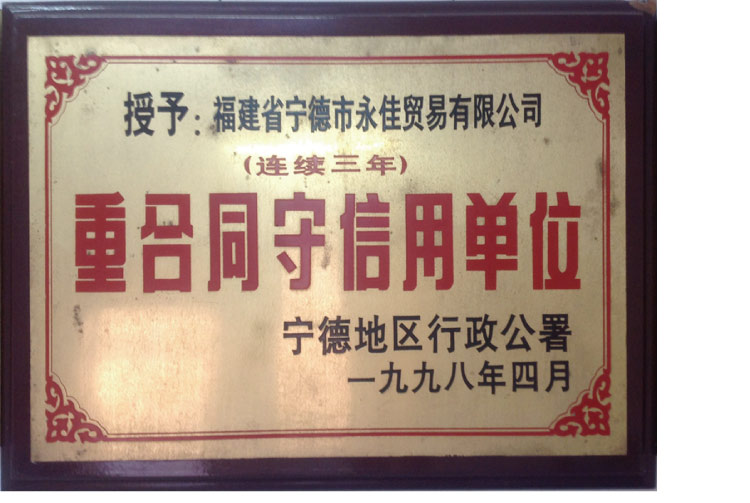 授予：福建省宁德市永佳贸易有限公司
（连续三年）
重合同守信用单位
宁德地区行政公署
一九九八年四月